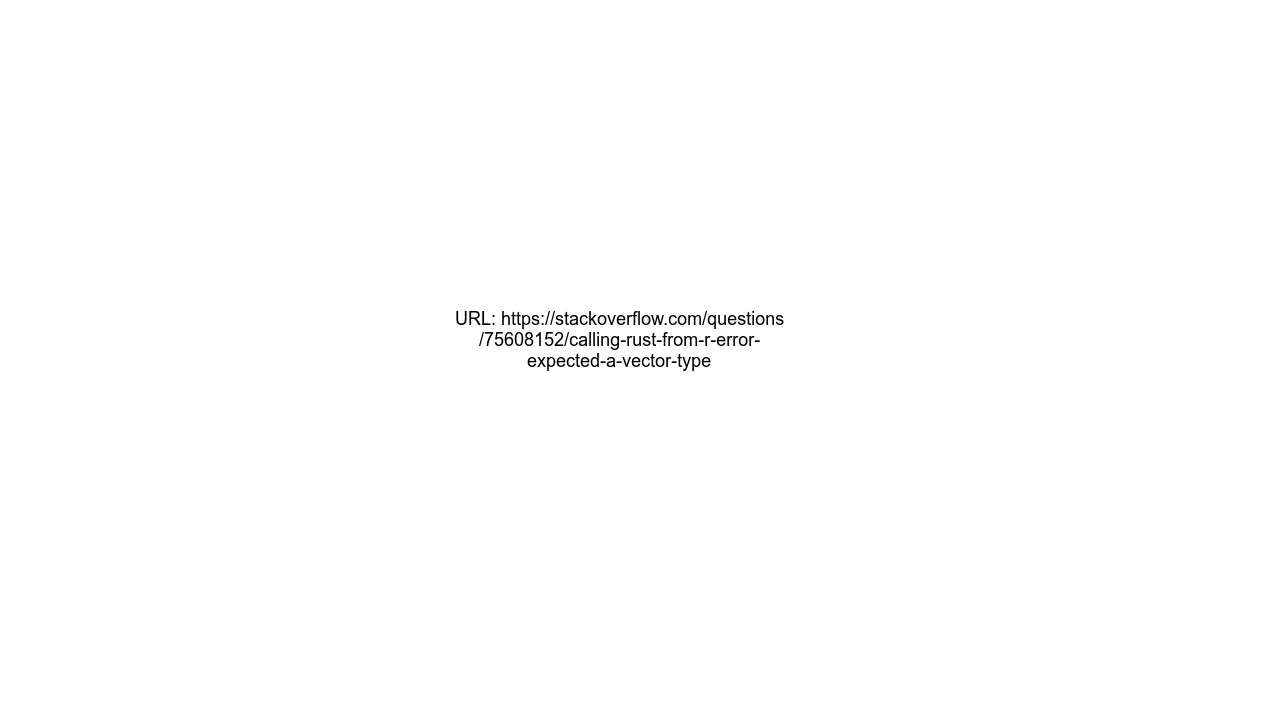 URL: https://stackoverflow.com/questions
/75608152/calling-rust-from-r-error-
expected-a-vector-type